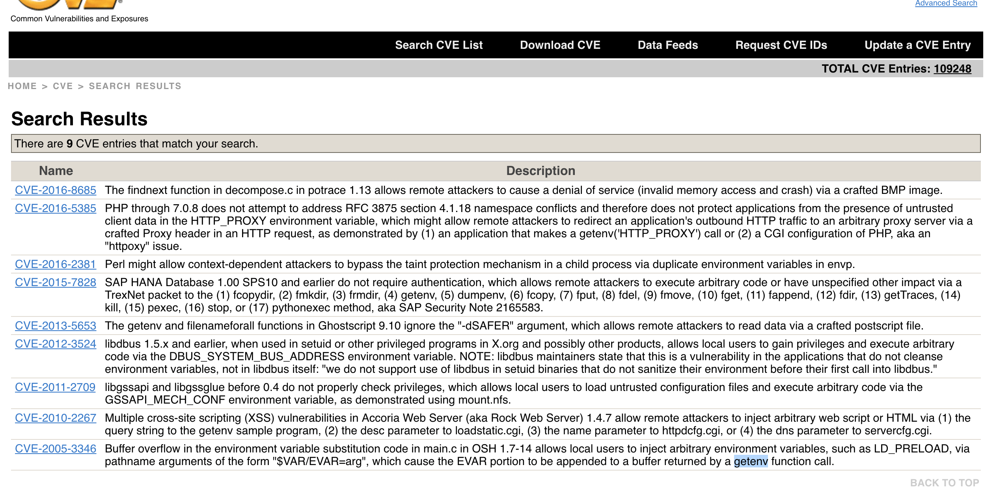 Advanced Search
Common Vulnerabilities and Exposures
Search CVE List Download CVE Data Feeds Request CVE IDs Update a CVE Entry
TOTAL CVE Entries: 109248
HOME > CVE > SEARCH RESULTS
Search Results
There are 9 CVE entries that match your search.
Name Description
CVE-2016-8685 The findnext function in decompose.c in potrace 1.13 allows remote attackers to cause a denial of service (invalid memory access and crash) via a crafted BMP image.
CVE-2016-5385 PHP through 7.0.8 does not attempt to address RFC 3875 section 4.1.18 namespace conflicts and therefore does not protect applications from the presence of untrusted
client data in the HTTP_PROXY environment variable, which might allow remote attackers to redirect an application's outbound HTTP traffic to an arbitrary proxy server via a
crafted Proxy header in an HTTP request, as demonstrated by (1) an application that makes a getenv('HTTP_PROXY') call or (2) a CGI configuration of PHP, aka an
"httpoxy" issue.
CVE-2016-2381 Perl might allow context-dependent attackers to bypass the taint protection mechanism in a child process via duplicate environment variables in envp.
CVE-2015-7828 SAP HANA Database 1.00 SPS10 and earlier do not require authentication, which allows remote attackers to execute arbitrary code or have unspecified other impact via a
TrexNet packet to the (1) fcopydir, (2) fmkdir, (3) frmdir, (4) getenv, (5) dumpenv, (6) fcopy, (7) fput, (8) fdel, (9) fmove, (10) fget, (11) fappend, (12) fdir, (13) getTraces, (14)
kill, (15) pexec, (16) stop, or (17) pythonexec method, aka SAP Security Note 2165583.
CVE-2013-5653 The getenv and filenameforall functions in Ghostscript 9.10 ignore the "-dSAFER" argument, which allows remote attackers to read data via a crafted postscript file.
CVE-2012-3524 libdbus 1.5.x and earlier, when used in setuid or other privileged programs in X.org and possibly other products, allows local users to gain privileges and execute arbitrary
code via the DBUS_SYSTEM_BUS_ADDRESS environment variable. NOTE: libdbus maintainers state that this is a vulnerability in the applications that do not cleanse
environment variables, not in libdbus itself: "we do not support use of libdbus in setuid binaries that do not sanitize their environment before their first call into libdbus."
CVE-2011-2709 libgssapi and libgssglue before 0.4 do not properly check privileges, which allows local users to load untrusted configuration files and execute arbitrary code via the
GSSAPI_MECH_CONF environment variable, as demonstrated using mount.nfs.
CVE-2010-2267 Multiple cross-site scripting (XSS) vulnerabilities in Accoria Web Server (aka Rock Web Server) 1.4.7 allow remote attackers to inject arbitrary web script or HTML via (1) the
query string to the getenv sample program, (2) the desc parameter to loadstatic.cgi, (3) the name parameter to httpdcfg.cgi, or (4) the dns parameter to servercfg.cgi.
CVE-2005-3346 Buffer overflow in the environment variable substitution code in main.c in OSH 1.7-14 allows local users to inject arbitrary environment variables, such as LD_PRELOAD, via
pathname arguments of the form "$VAR/EVAR=arg", which cause the EVAR portion to be appended to a buffer returned by a getenv function call.
BACK TO TOP